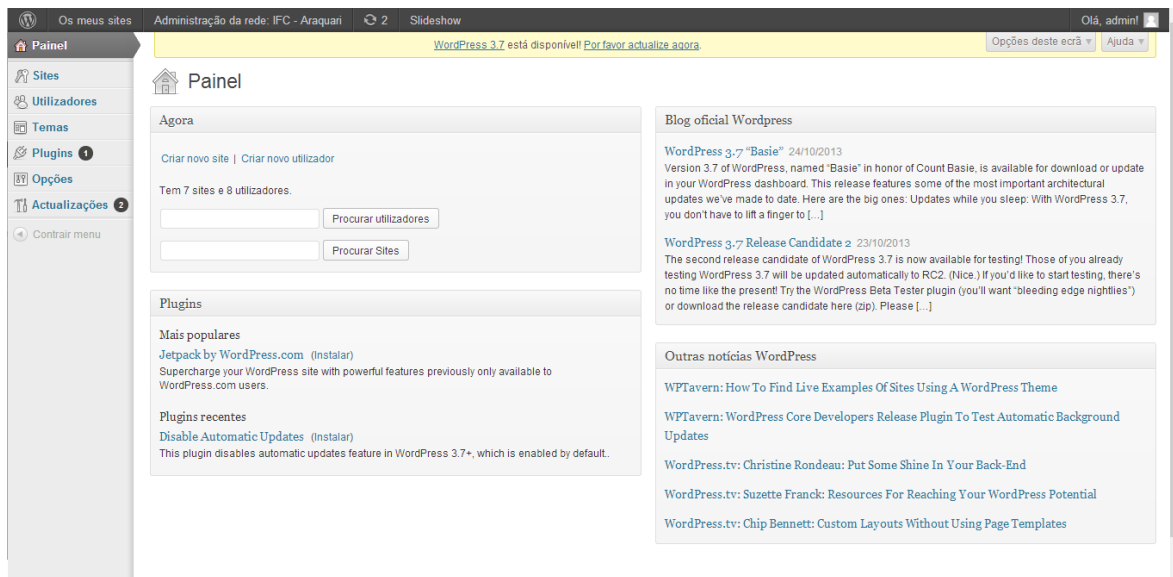 Os meus sites
Administração da rede: IFC - Araquari
2
Slideshow
Olá, admin!
Painel
Sites
Utilizadores
Temas
Plugins 1
Opções
Actualizações 2
Contrair menu
WordPress 3.7 está disponível! Por favor actualize agora.
Opções deste ecrã
Ajuda
Painel
Agora
Criar novo site | Criar novo utilizador
Tem 7 sites e 8 utilizadores.
Procurar utilizadores
Procurar Sites
Plugins
Mais populares
Jetpack by WordPress.com (Instalar)
Supercharge your WordPress site with powerful features previously only available to
WordPress.com users.
Plugins recentes
Disable Automatic Updates (Instalar)
This plugin disables automatic updates feature in WordPress 3.7+, which is enabled by default..
Blog oficial Wordpress
WordPress 3.7 “Basie” 24/10/2013
Version 3.7 of WordPress, named “Basie” in honor of Count Basie, is available for download or update
in your WordPress dashboard. This release features some of the most important architectural
updates we’ve made to date. Here are the big ones: Updates while you sleep: With WordPress 3.7,
you don’t have to lift a finger to […]
WordPress 3.7 Release Candidate 2 23/10/2013
The second release candidate of WordPress 3.7 is now available for testing! Those of you already
testing WordPress 3.7 will be updated automatically to RC2. (Nice.) If you’d like to start testing, there’s
no time like the present! Try the WordPress Beta Tester plugin (you’ll want “bleeding edge nightlies”)
or download the release candidate here (zip). Please […]
Outras notícias WordPress
WPTavern: How To Find Live Examples Of Sites Using A WordPress Theme
WPTavern: WordPress Core Developers Release Plugin To Test Automatic Background
Updates
WordPress.tv: Christine Rondeau: Put Some Shine In Your Back-End
WordPress.tv: Suzette Franck: Resources For Reaching Your WordPress Potential
WordPress.tv: Chip Bennett: Custom Layouts Without Using Page Templates